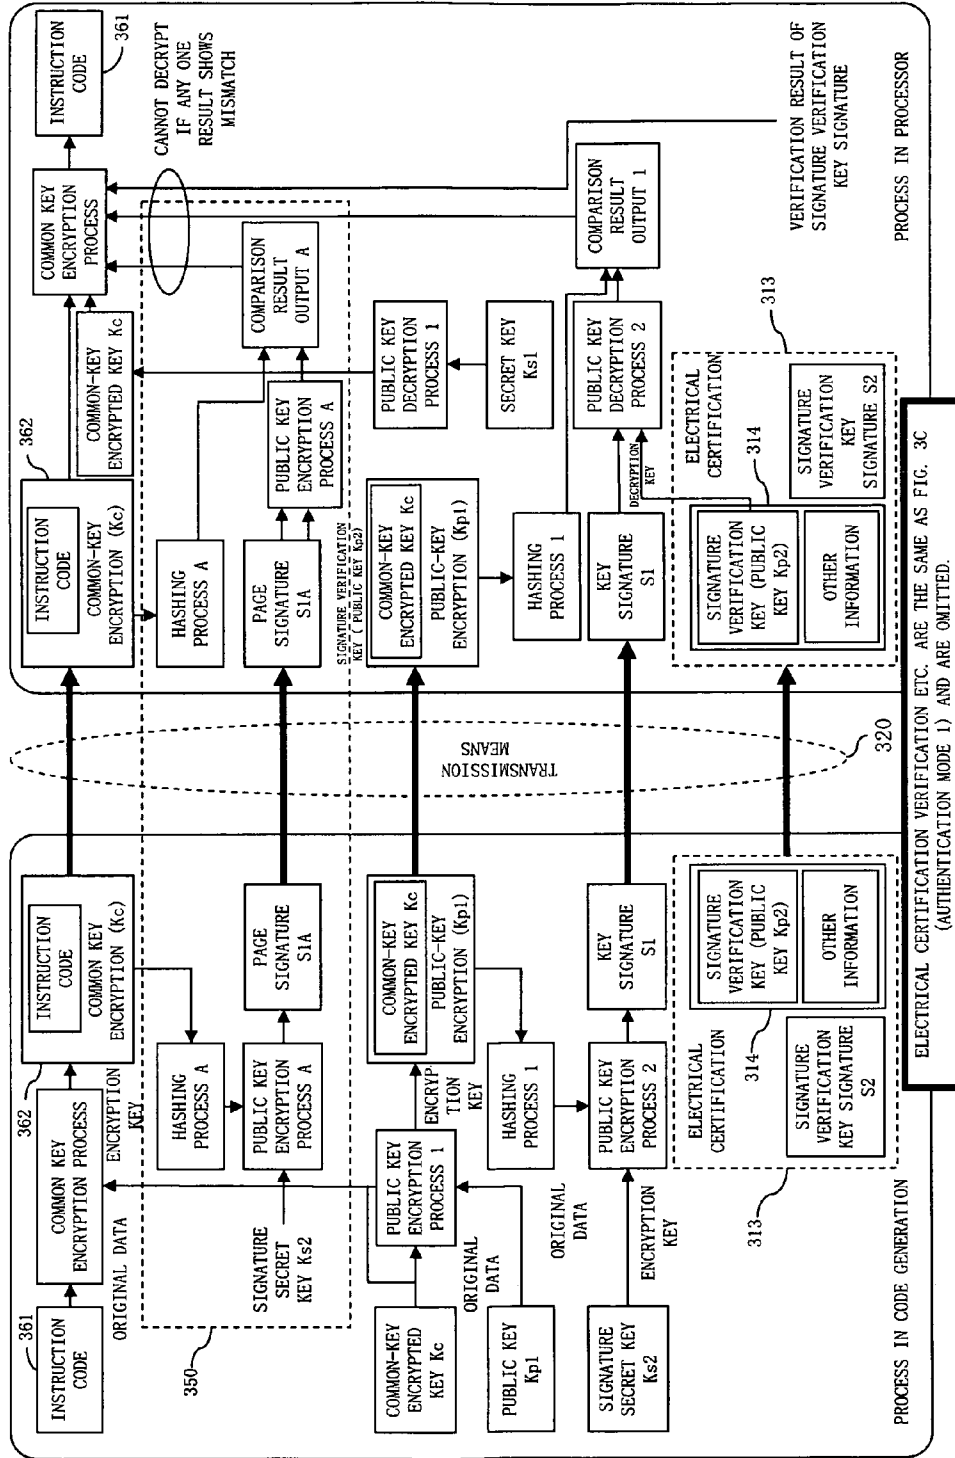 361
INSTRUCTION
CODE
ORIGINAL DATA
COMMON KEY
ENCRYPTION PROCESS
ENCRYPTION
KEY
362
INSTRUCTION
CODE
COMMON KEY
ENCRYPTION (Kc)
350
HASHING
PROCESS A
SIGNATURE
SECRET
KEY Ks2
PUBLIC KEY
ENCRYPTION
PROCESS A
PAGE
SIGNATURE
S1A
COMMON-KEY
ENCRYPTED
KEY Kc
ORIGINAL
DATA
PUBLIC KEY
ENCRYPTION
PROCESS 1
ENCRYP
TION
KEY
COMMON-KEY
ENCRYPTED KEY Kc
PUBLIC-KEY
ENCRYPTION (Kp1)
PUBLIC KEY
Kp1
HASHING
PROCESS 1
ORIGINAL
DATA
SIGNATURE
SECRET KEY
Ks2
ENCRYPTION
KEY
PUBLIC KEY
ENCRYPTION
PROCESS 2
KEY
SIGNATURE
S1
313
ELECTRICAL
CERTIFICATION
314
SIGNATURE
VERIFICATION
KEY SIGNATURE
S2
SIGNATURE
VERIFICATION
KEY (PUBLIC
KEY Kp2)
OTHER
INFORMATION
PROCESS IN CODE GENERATION
TRANSMISSION
MEANS
320
362
INSTRUCTION
CODE
COMMON-KEY
ENCRYPTION (Kc)
COMMON-KEY
ENCRYPTED KEY Kc
COMMON KEY
ENCRYPTION
PROCESS
INSTRUCTION
CODE
361
CANNOT DECRYPT
IF ANY ONE
RESULT SHOWS
MISMATCH
HASHING
PROCESS A
PAGE
SIGNATURE
S1A
PUBLIC KEY
ENCRYPTION
PROCESS A
COMPARISON
RESULT
OUTPUT A
SIGNATURE VERIFICATION
KEY ( PUBLIC KEY Kp2)
COMMON-KEY
ENCRYPTED KEY Kc
PUBLIC-KEY
ENCRYPTION (Kp1)
PUBLIC KEY
DECRYPTION
PROCESS 1
SECRET KEY
Ks1
HASHING
PROCESS 1
KEY
SIGNATURE
S1
DECRYPTION
KEY
PUBLIC KEY
DECRYPTION
PROCESS 2
COMPARISON
RESULT
OUTPUT 1
313
ELECTRICAL
CERTIFICATION
314
SIGNATURE
VERIFICATION
KEY (PUBLIC
KEY Kp2)
OTHER
INFORMATION
SIGNATURE
VERIFICATION
KEY
SIGNATURE S2
VERIFICATION RESULT OF
SIGNATURE VERIFICATION
KEY SIGNATURE
PROCESS IN PROCESSOR
ELECTRICAL CERTIFICATION VERIFICATION ETC. ARE THE SAME AS FIG. 3C
(AUTHENTICATION MODE 1) AND ARE OMITTED.